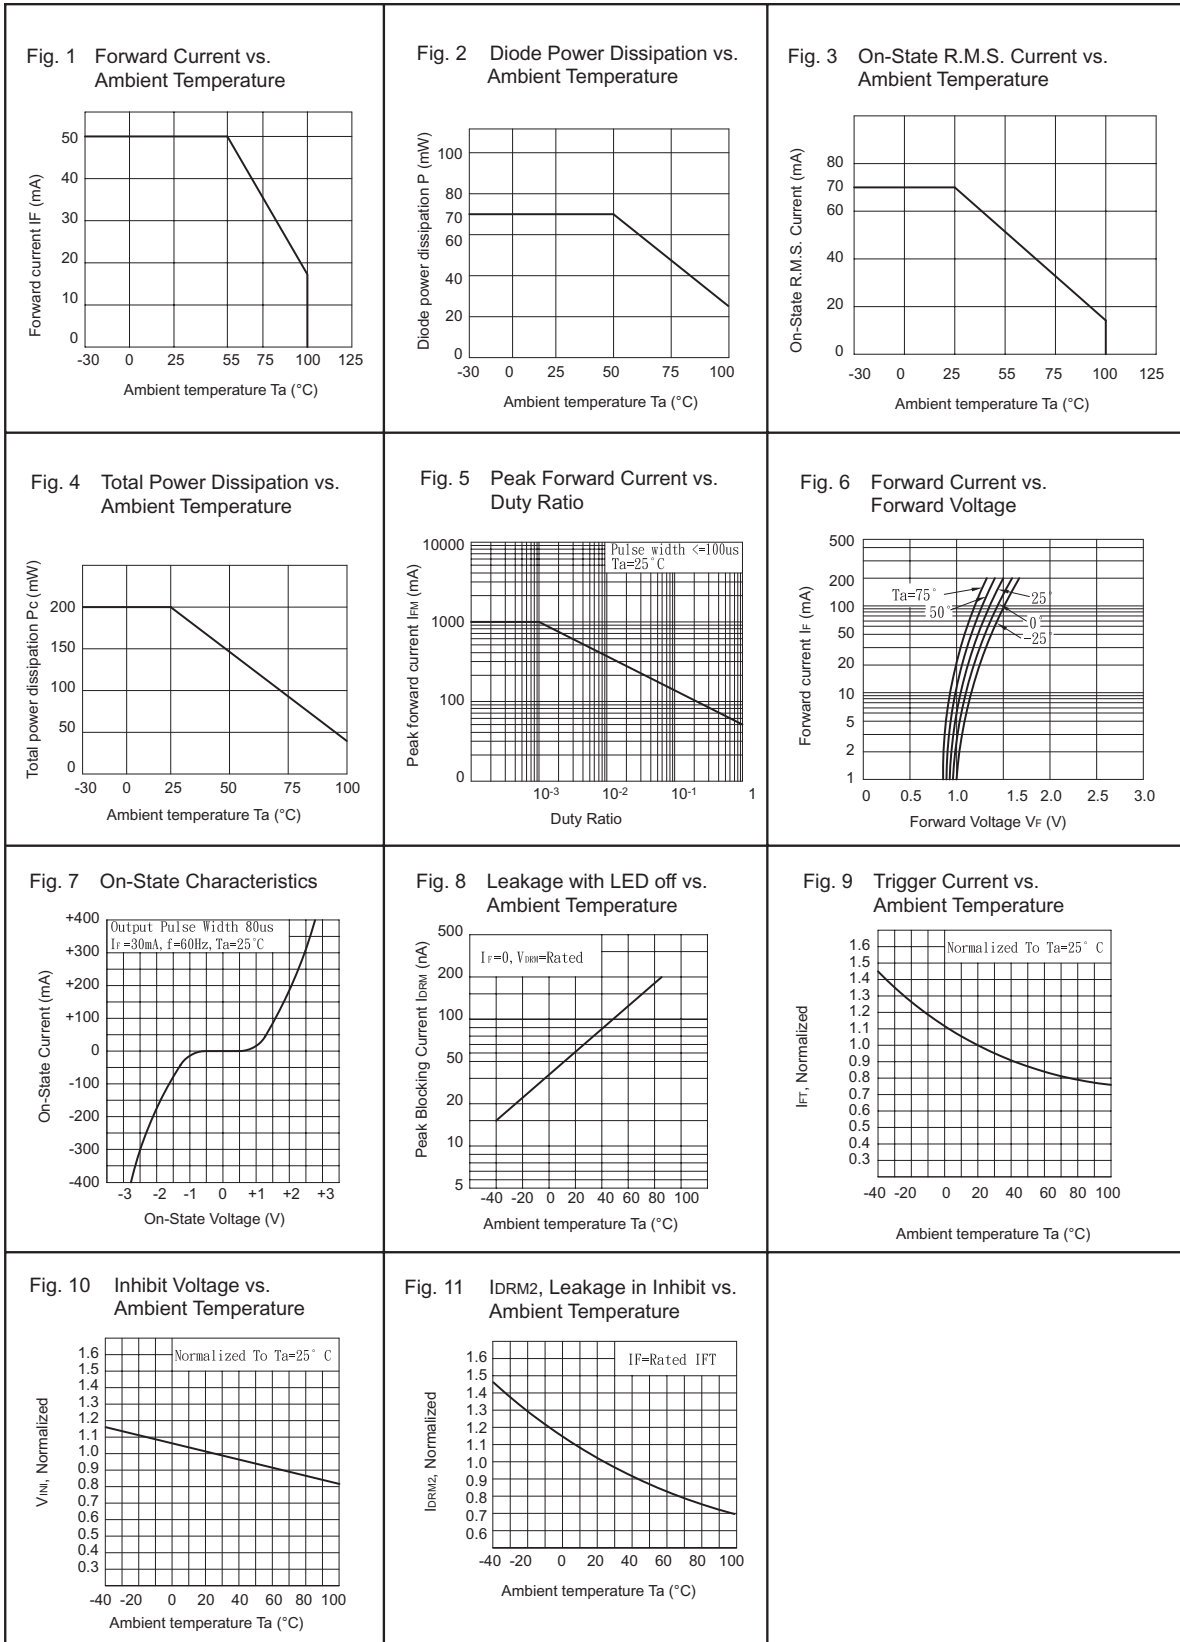 Fig. 1 Forward Current vs.
Ambient Temperature
Forward current IF (mA)
50
40
30
20
10
0
-30 0 25 55 75 100 125
Ambient temperature Ta (°C)
Fig. 2 Diode Power Dissipation vs.
Ambient Temperature
Diode power dissipation P (mW)
100
80
70
60
40
20
0
-30 0 25 50 75 100
Ambient temperature Ta (°C)
Fig. 3 On-State R.M.S. Current vs.
Ambient Temperature
On-State R.M.S. Current (mA)
80
70
60
40
20
0
-30 0 25 55 75 100 125
Ambient temperature Ta (°C)
Fig. 4 Total Power Dissipation vs.
Ambient Temperature
Total power dissipation Pc (mW)
200
150
100
50
0
-30 0 25 50 75 100
Ambient temperature Ta (°C)
Fig. 5 Peak Forward Current vs.
Duty Ratio
Peak forward current IFM (mA)
10000
1000
100
0
Pulse width <=100us
Ta=25°C
10-3 10-2 10-1 1
Duty Ratio
Fig. 6 Forward Current vs.
Forward Voltage
Forward current IF (mA)
500
200
100
50
20
10
5
2
1
Ta=75°
50°
25°
0°
-25°
0 0.5 1.0 1.5 2.0 2.5 3.0
Forward Voltage VF (V)
Fig. 7 On-State Characteristics
On-State Current (mA)
+400
+300
+200
+100
0
-100
-200
-300
-400
Output Pulse Width 80us
IF=30mA, f=60Hz, Ta=25°C
-3 -2 -1 0 +1 +2 +3
On-State Voltage (V)
Fig. 8 Leakage with LED off vs.
Ambient Temperature
Peak Blocking Current IDRM (nA)
500
200
100
50
20
10
5
IF=0, VDRM=Rated
-40 -20 0 20 40 60 80 100
Ambient temperature Ta (°C)
Fig. 9 Trigger Current vs.
Ambient Temperature
IFT, Normalized
1.6
1.5
1.4
1.3
1.2
1.1
1.0
0.9
0.8
0.7
0.6
0.5
0.4
0.3
Normalized To Ta=25° C
-40 -20 0 20 40 60 80 100
Ambient temperature Ta (°C)
Fig. 10 Inhibit Voltage vs.
Ambient Temperature
VINI, Normalized
1.6
1.5
1.4
1.3
1.2
1.1
1.0
0.9
0.8
0.7
0.6
0.5
0.4
0.3
Normalized To Ta=25° C
-40 -20 0 20 40 60 80 100
Ambient temperature Ta (°C)
Fig. 11 IDRM2, Leakage in Inhibit vs.
Ambient Temperature
IDRM2, Normalized
1.6
1.5
1.4
1.3
1.2
1.1
1.0
0.9
0.8
0.7
0.6
IF=Rated IFT
-40 -20 0 20 40 60 80 100
Ambient temperature Ta (°C)